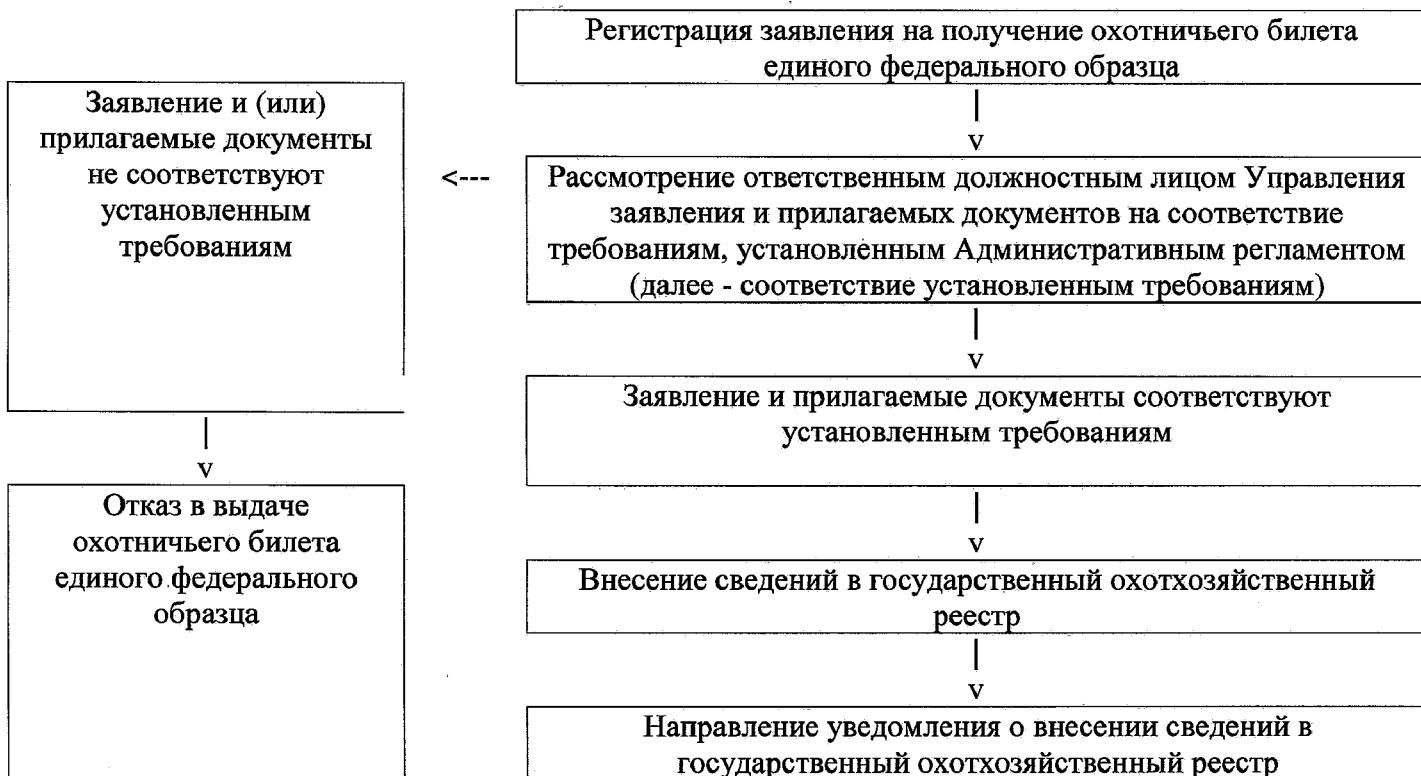 Регистрация заявления на получение охотничьего билета
единого федерального образца
|
v
Заявление и (или)
прилагаемые документы
не соответствуют
установленным
требованиям
<---
Рассмотрение ответственным должностным лицом Управления
заявления и прилагаемых документов на соответствие
требованиям, установленным Административным регламентом
(далее - соответствие установленным требованиям)
|
v
Заявление и прилагаемые документы соответствуют
установленным требованиям
|
v
Отказ в выдаче
охотничьего билета
единого федерального
образца
|
v
Внесение сведений в государственный охотхозяйственный
реестр
|
v
Направление уведомления о внесении сведений в
государственный охотхозяйственный реестр